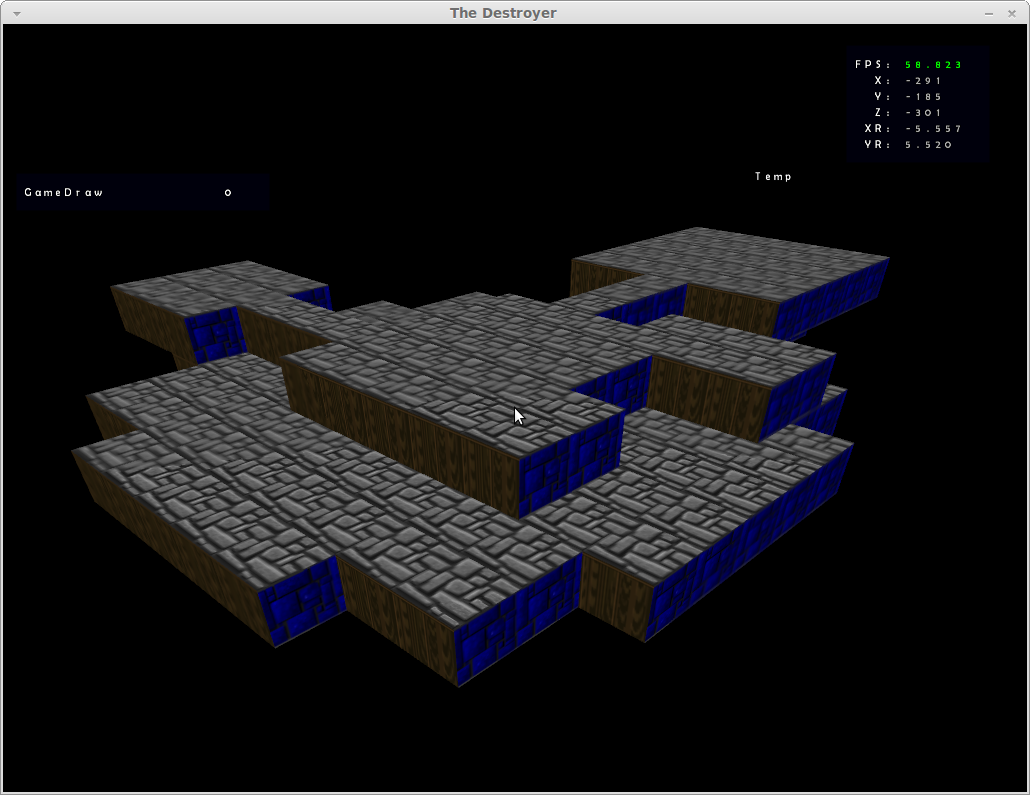 The Destroyer
FPS: 58.823
X: -291
Y: -185
Z: -301
XR: -5.557
YR: 5.520
Temp
GameDraw 0